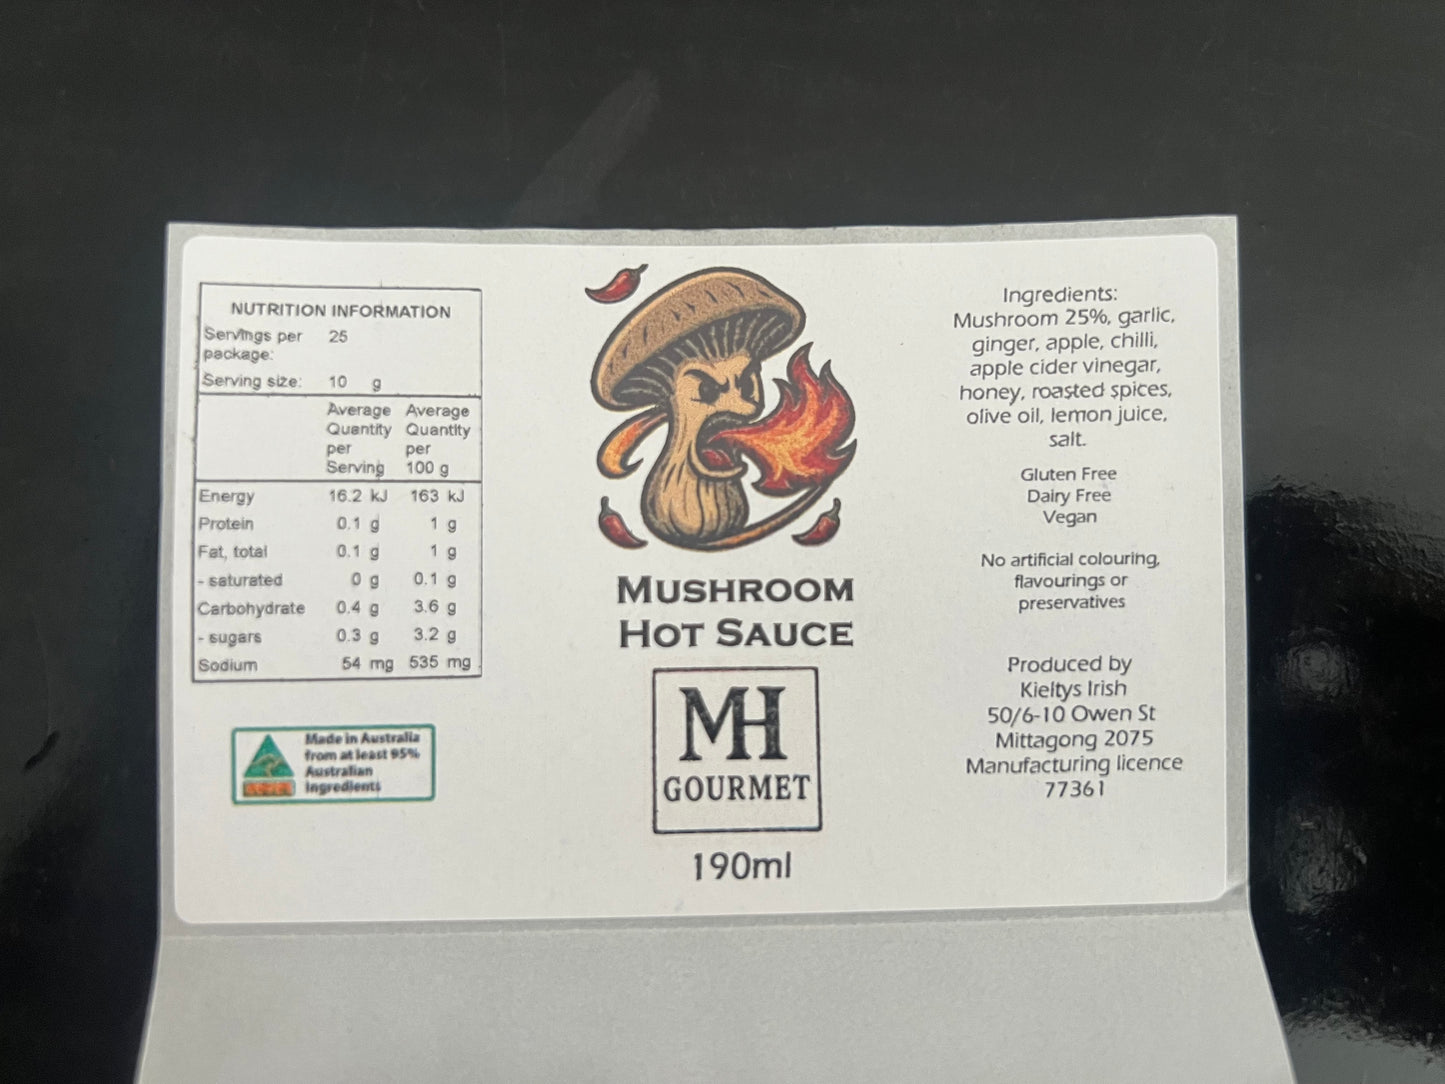 NUTRITION INFORMATION
Servings per 25
package:
Serving size: 10 g
Average Average
Quantity Quantity
per per
Serving 100 g
Energy 16.2 kJ 163 kJ
Protein 0.1 g 1 g
Fat, total 0.1 g 1 g
- saturated 0 g 0.1 g
Carbohydrate 0.4 g 3.6 g
- sugars 0.3 g 3.2 g
Sodium 54 mg 535 mg
Made in Australia
from at least 95%
Australian
ingredients
MUSHROOM
HOT SAUCE
MH
GOURMET
190ml
Ingredients:
Mushroom 25%, garlic,
ginger, apple, chilli,
apple cider vinegar,
honey, roasted spices,
olive oil, lemon juice,
salt.
Gluten Free
Dairy Free
Vegan
No artificial colouring,
flavourings or
preservatives
Produced by
Kieltys Irish
50/6-10 Owen St
Mittagong 2075
Manufacturing licence
77361